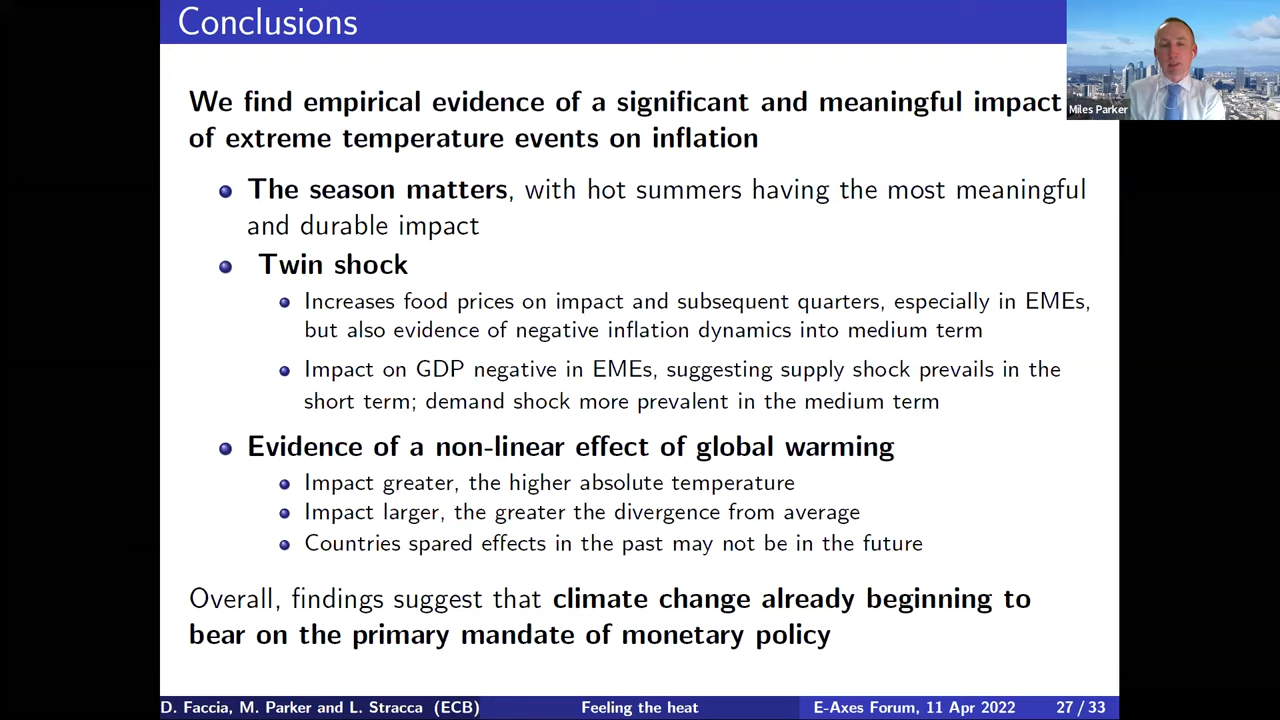 Conclusions
Miles Parker
We find empirical evidence of a significant and meaningful impact
of extreme temperature events on inflation
The season matters, with hot summers having the most meaningful
and durable impact
Twin shock
Increases food prices on impact and subsequent quarters, especially in EMEs,
but also evidence of negative inflation dynamics into medium term
Impact on GDP negative in EMEs, suggesting supply shock prevails in the
short term; demand shock more prevalent in the medium term
Evidence of a non-linear effect of global warming
Impact greater, the higher absolute temperature
Impact larger, the greater the divergence from average
Countries spared effects in the past may not be in the future
Overall, findings suggest that climate change already beginning to
bear on the primary mandate of monetary policy
D. Faccia, M. Parker and L. Stracca (ECB) Feeling the heat E-Axes Forum, 11 Apr 2022 27 / 33